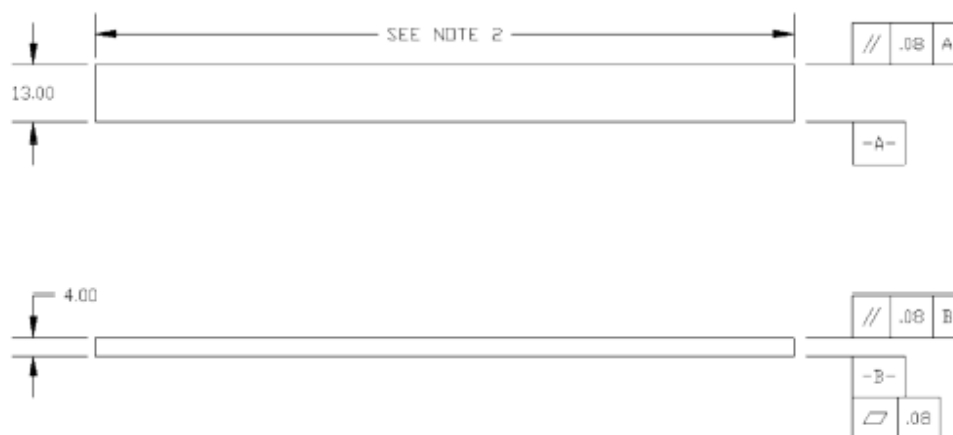 SEE NOTE 2
// .08 A
13.00
-A-
4.00
// .08 B
-B-
.08